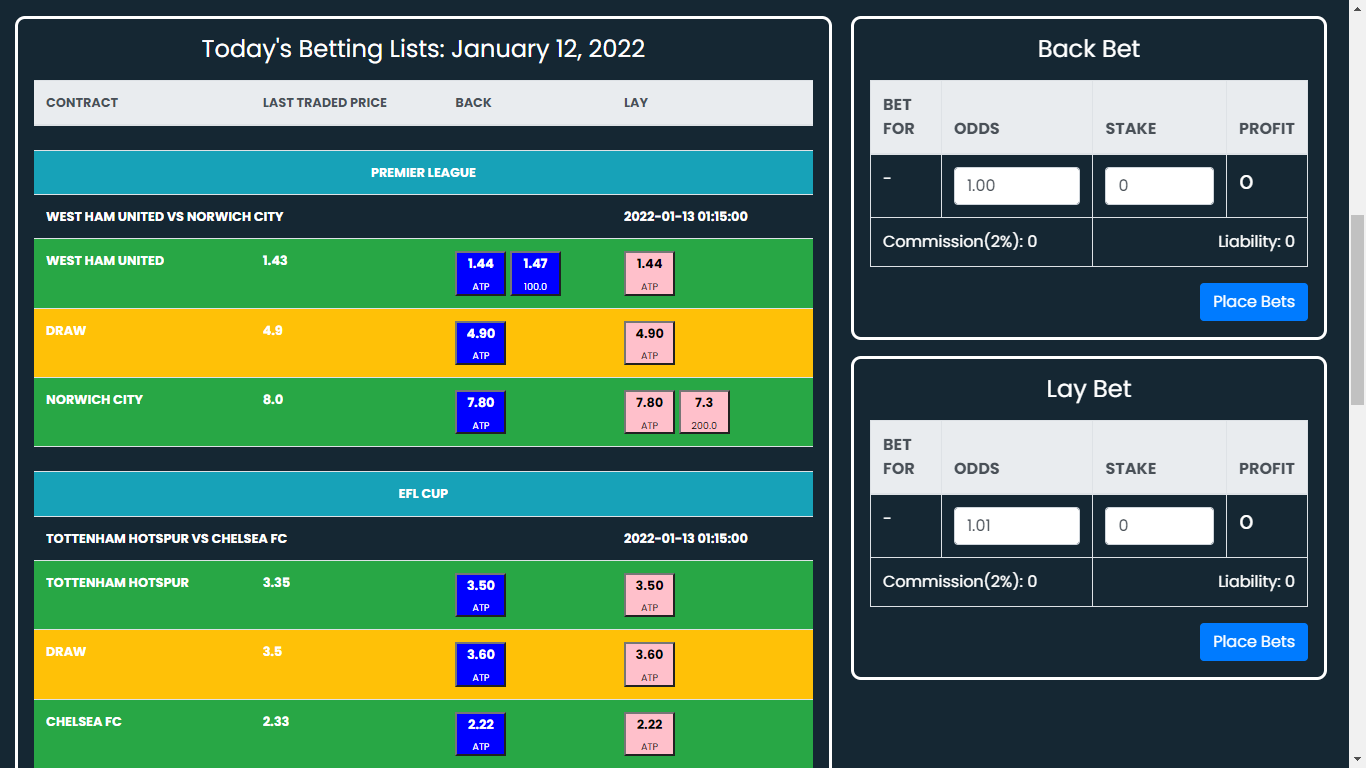 Today's Betting Lists: January 12, 2022
CONTRACT LAST TRADED PRICE BACK LAY
PREMIER LEAGUE
WEST HAM UNITED VS NORWICH CITY 2022-01-13 01:15:00
WEST HAM UNITED 1.43 1.44 1.47 1.44
ATP 100.0 ATP
DRAW 4.9 4.90 4.90
ATP ATP
NORWICH CITY 8.0 7.80 7.80 7.3
ATP ATP 200.0
EFL CUP
TOTTENHAM HOTSPUR VS CHELSEA FC 2022-01-13 01:15:00
TOTTENHAM HOTSPUR 3.35 3.50 3.50
ATP ATP
DRAW 3.5 3.60 3.60
ATP ATP
CHELSEA FC 2.33 2.22 2.22
ATP ATP
Back Bet
BET
FOR ODDS STAKE PROFIT
- 1.00 0 0
Commission(2%): 0 Liability: 0
Place Bets
Lay Bet
BET
FOR ODDS STAKE PROFIT
- 1.01 0 0
Commission(2%): 0 Liability: 0
Place Bets